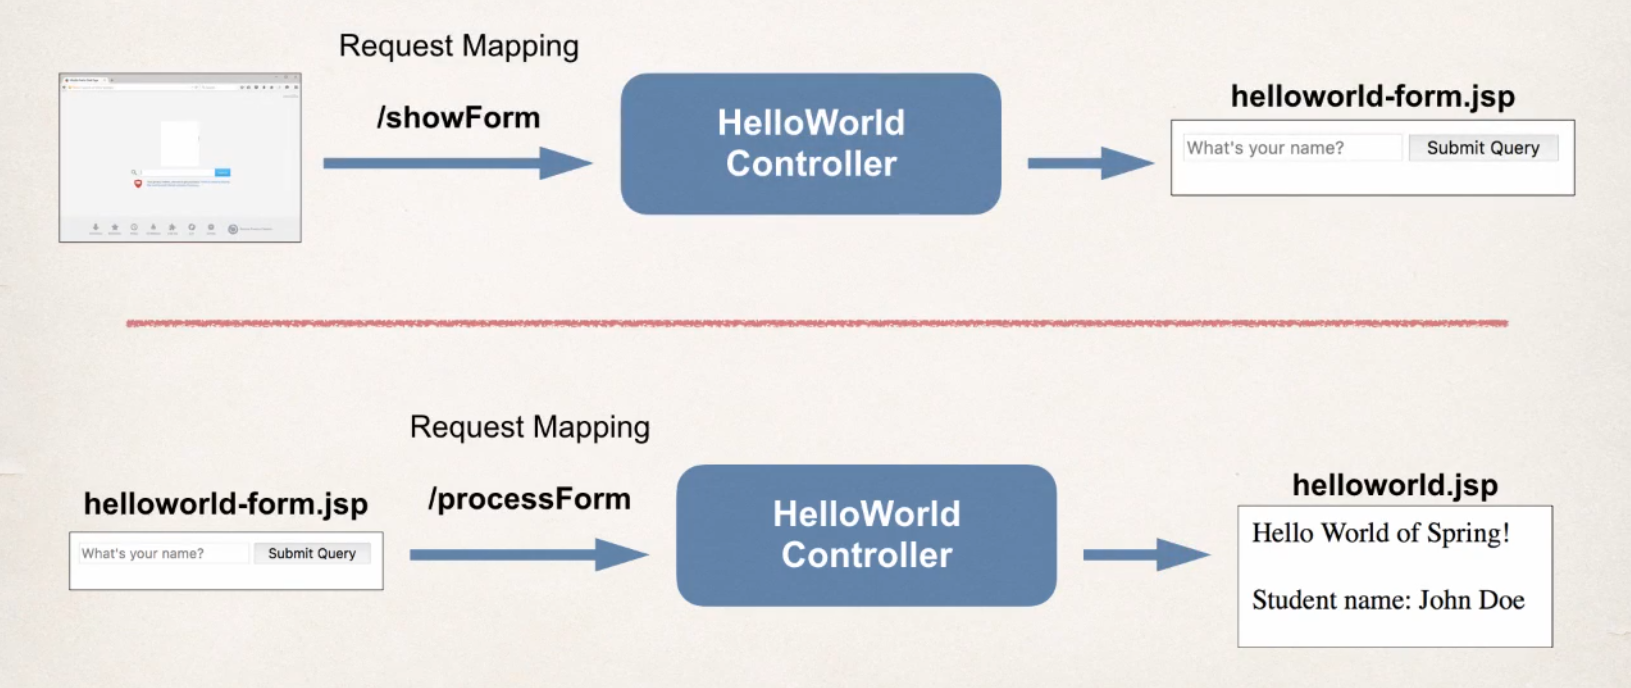 Request Mapping
/showForm
HelloWorld
Controller
helloworld-form.jsp
What's your name?
Submit Query
Request Mapping
helloworld-form.jsp
/processForm
What's your name?
Submit Query
HelloWorld
Controller
helloworld.jsp
Hello World of Spring!
Student name: John Doe